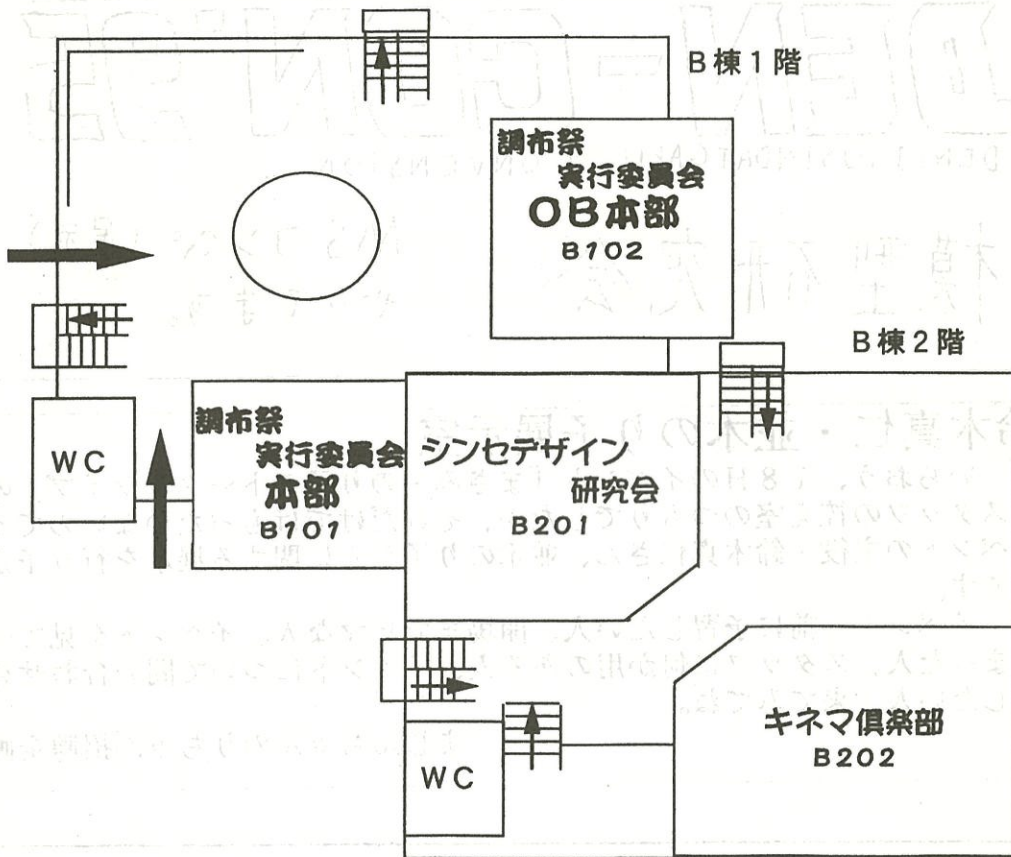 B棟1階
調布祭
実行委員会
OB本部
B102
B棟2階
WC
調布祭
実行委員会
本部
B101
シンセデザイン
研究会
B201
WC
キネマ俱楽部
B202